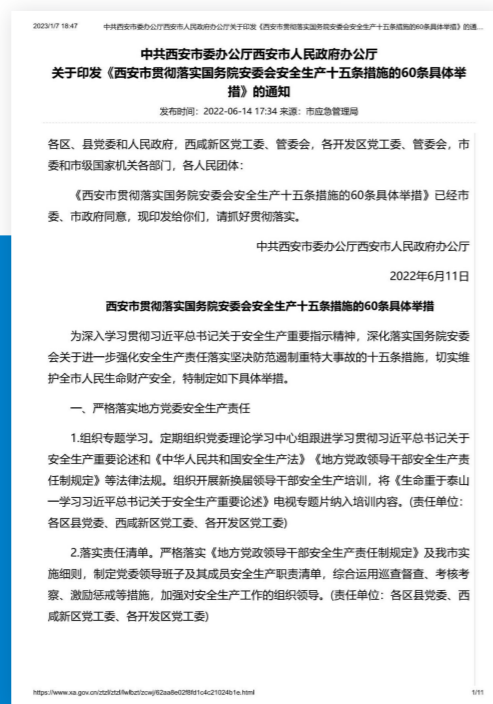 2023/1/7 18:47 中共西安市委办公厅西安市人民政府办公厅关于印发《西安市贯彻落实国务院安委会安全生产十五条措施的60条具体举措》的通...
中共西安市委办公厅西安市人民政府办公厅
关于印发《西安市贯彻落实国务院安委会安全生产十五条措施的60条具体举
措》的通知
发布时间：2022-06-14 17:34 来源：市应急管理局
各区、县党委和人民政府，西咸新区党工委、管委会，各开发区党工委、管委会，市
委和市级国家机关各部门，各人民团体：
《西安市贯彻落实国务院安委会安全生产十五条措施的60条具体举措》已经市
委、市政府同意，现印发给你们，请抓好贯彻落实。
中共西安市委办公厅西安市人民政府办公厅
2022年6月11日
西安市贯彻落实国务院安委会安全生产十五条措施的60条具体举措
为深入学习贯彻习近平总书记关于安全生产重要指示精神，深化落实国务院安委
会关于进一步强化安全生产责任落实坚决防范遏制重特大事故的十五条措施，切实维
护全市人民生命财产安全，特制定如下具体举措。
一、严格落实地方党委安全生产责任
1.组织专题学习。定期组织党委理论学习中心组跟进学习贯彻习近平总书记关于
安全生产重要论述和《中华人民共和国安全生产法》《地方党政领导干部安全生产责
任制规定》等法律法规。组织开展新换届领导干部安全生产培训，将《生命重于泰山
一学习习近平总书记关于安全生产重要论述》电视专题片纳入培训内容。(责任单位：
各区县党委、西咸新区党工委、各开发区党工委)
2.落实责任清单。严格落实《地方党政领导干部安全生产责任制规定》及我市实
施细则，制定党委领导班子及其成员安全生产职责清单，综合运用巡查督查、考核考
察、激励惩戒等措施，加强对安全生产工作的组织领导。(责任单位：各区县党委、西
咸新区党工委、各开发区党工委)
https://www.xa.gov.cn/ztzl/ztzl/lwlbzt/zcwj/62aa8e02f8fd1c4c21024b1e.html 1/11